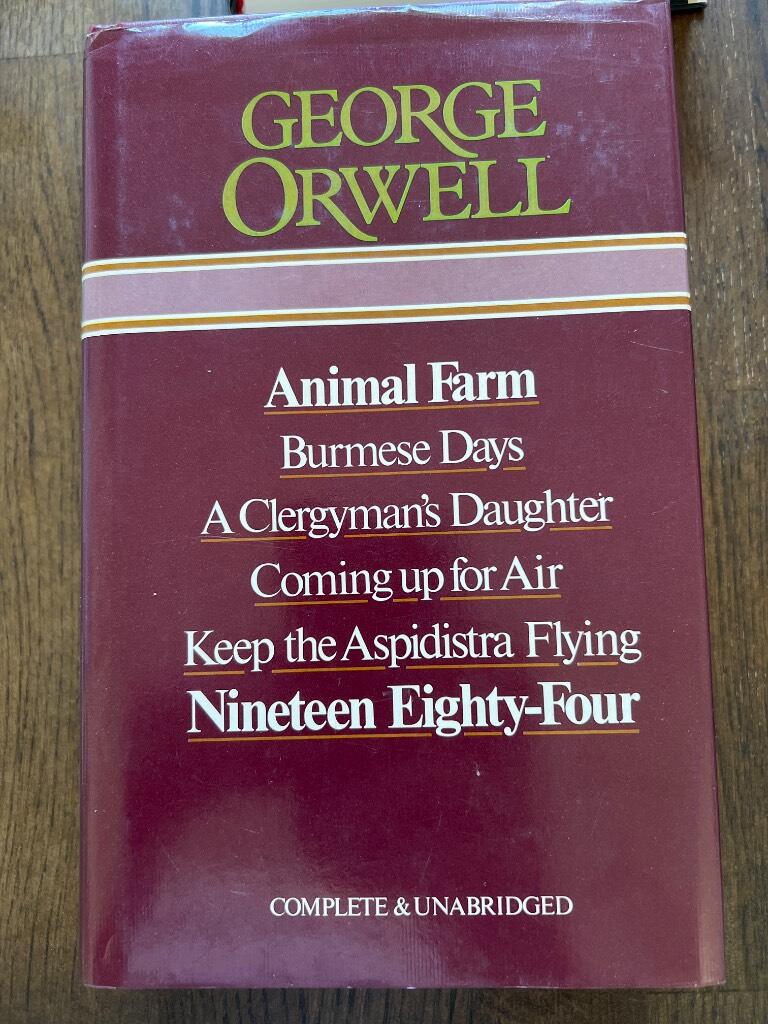 GEORGE
ORWELL
Animal Farm
Burmese Days
A Clergyman's Daughter
Coming up for Air
Keep the Aspidistra Flying
Nineteen Eighty-Four
COMPLETE & UNABRIDGED